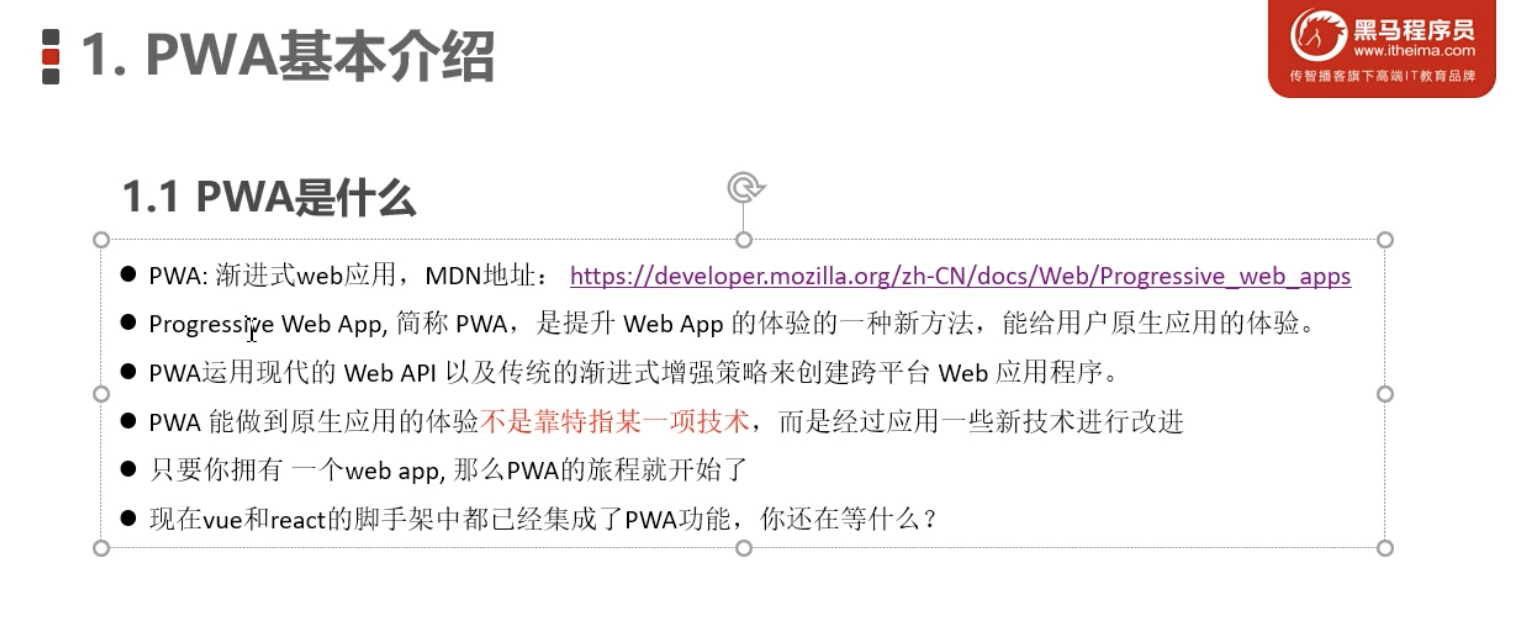 1. PWA基本介绍
黑马程序员
www.itheima.com
传智播客旗下高端IT教育品牌
1.1 PWA是什么
PWA: 渐进式web应用，MDN地址： https://developer.mozilla.org/zh-CN/docs/Web/Progressive_web_apps
Progressive Web App, 简称 PWA，是提升 Web App 的体验的一种新方法，能给用户原生应用的体验。
PWA运用现代的 Web API 以及传统的渐进式增强策略来创建跨平台 Web 应用程序。
PWA 能做到原生应用的体验不是靠特指某一项技术，而是经过应用一些新技术进行改进
只要你拥有 一个web app, 那么PWA的旅程就开始了
现在vue和react的脚手架中都已经集成了PWA功能，你还在等什么？